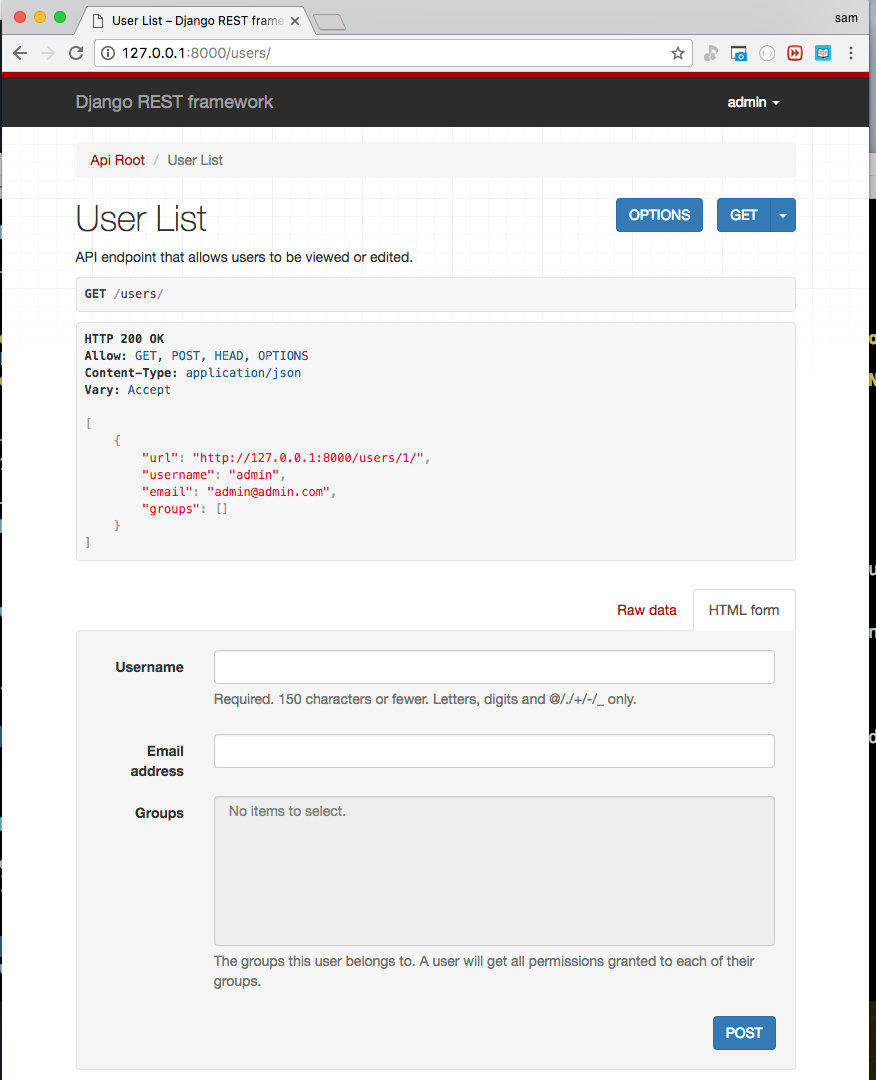 User List – Django REST frame
sam
127.0.0.1:8000/users/
Django REST framework
admin
Api Root / User List
User List
OPTIONS
GET
API endpoint that allows users to be viewed or edited.
GET /users/
HTTP 200 OK
Allow: GET, POST, HEAD, OPTIONS
Content-Type: application/json
Vary: Accept
[
{
"url": "http://127.0.0.1:8000/users/1/",
"username": "admin",
"email": "admin@admin.com",
"groups": []
}
]
Raw data
HTML form
Username
Required. 150 characters or fewer. Letters, digits and @/./+/-/_ only.
Email
address
Groups
No items to select.
The groups this user belongs to. A user will get all permissions granted to each of their
groups.
POST